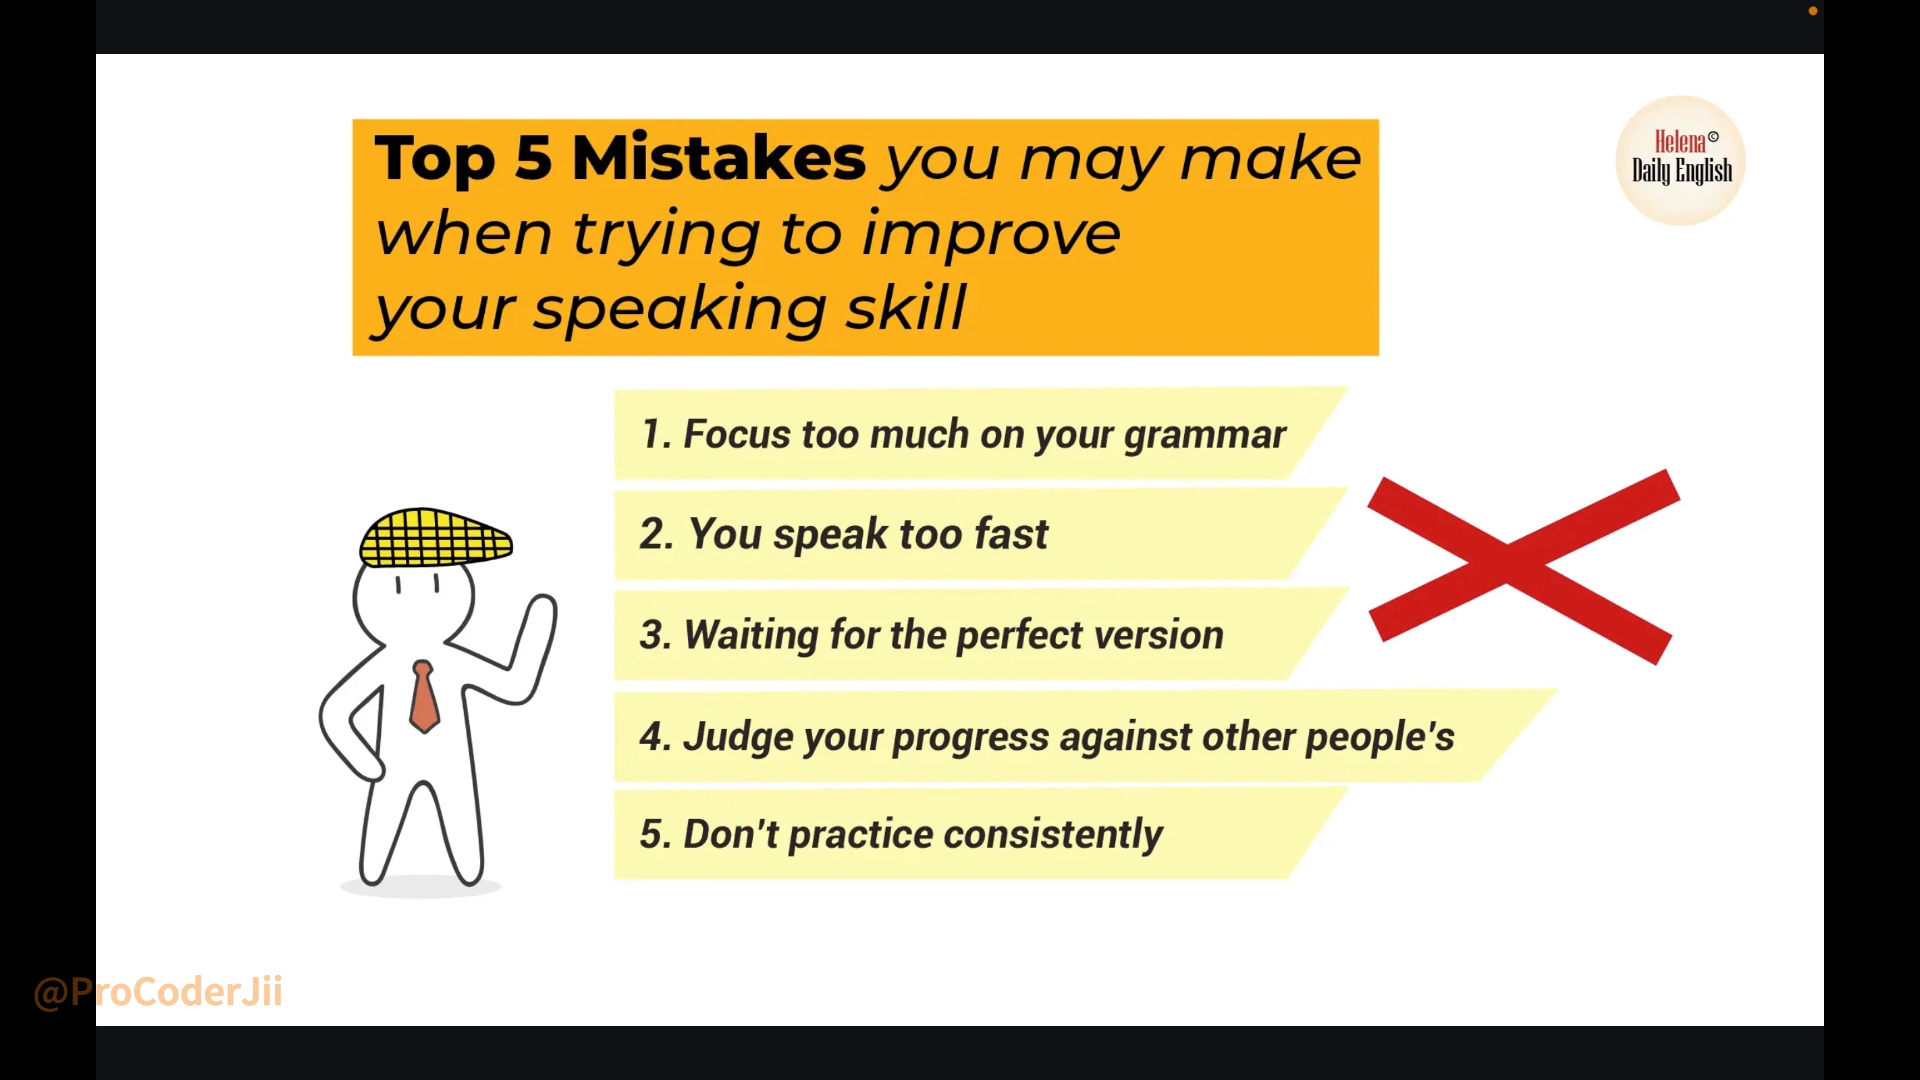 Top 5 Mistakes you may make
when trying to improve
your speaking skill
Helena©
Daily English
1. Focus too much on your grammar
2. You speak too fast
3. Waiting for the perfect version
4. Judge your progress against other people's
5. Don't practice consistently
@ProCoderJii